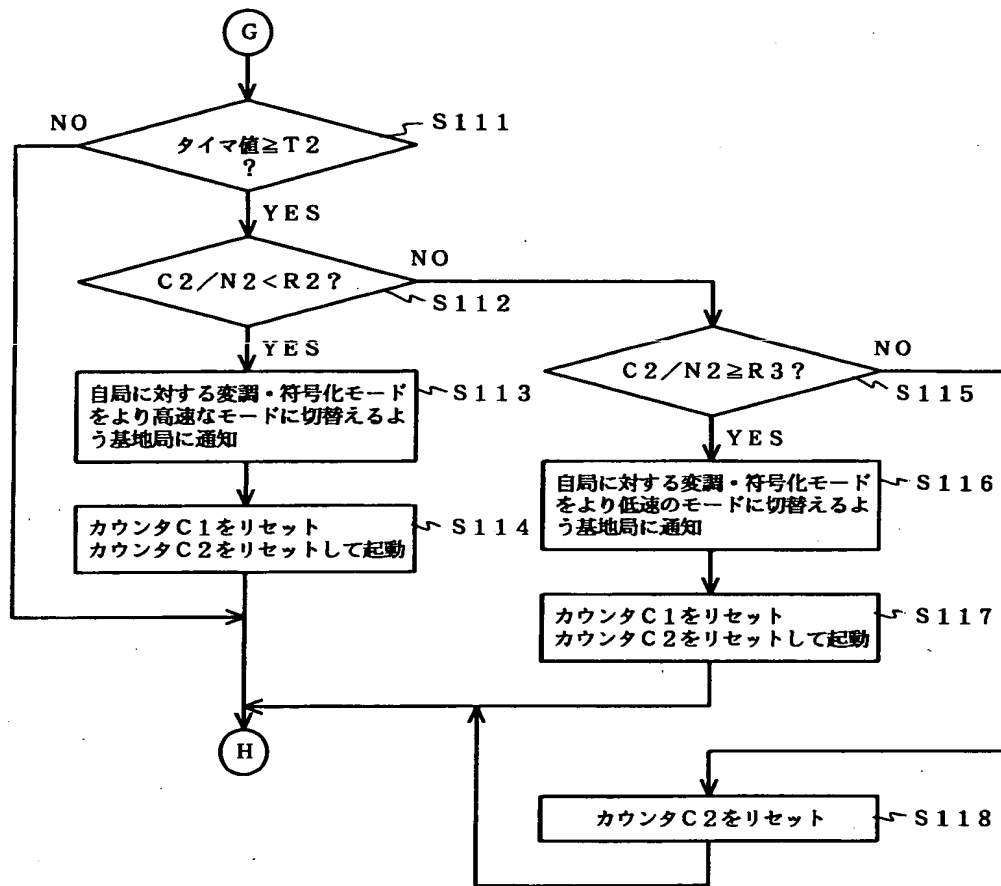 G
NO
タイマ値≧T2
?
S111
YES
C2/N2<R2?
NO
S112
YES
自局に対する変調・符号化モード
をより高速なモードに切替えるよ
う基地局に通知
S113
カウンタC1をリセット
カウンタC2をリセットして起動
S114
C2/N2≧R3?
NO
S115
YES
自局に対する変調・符号化モード
をより低速のモードに切替えるよ
う基地局に通知
S116
カウンタC1をリセット
カウンタC2をリセットして起動
S117
H
カウンタC2をリセット
S118